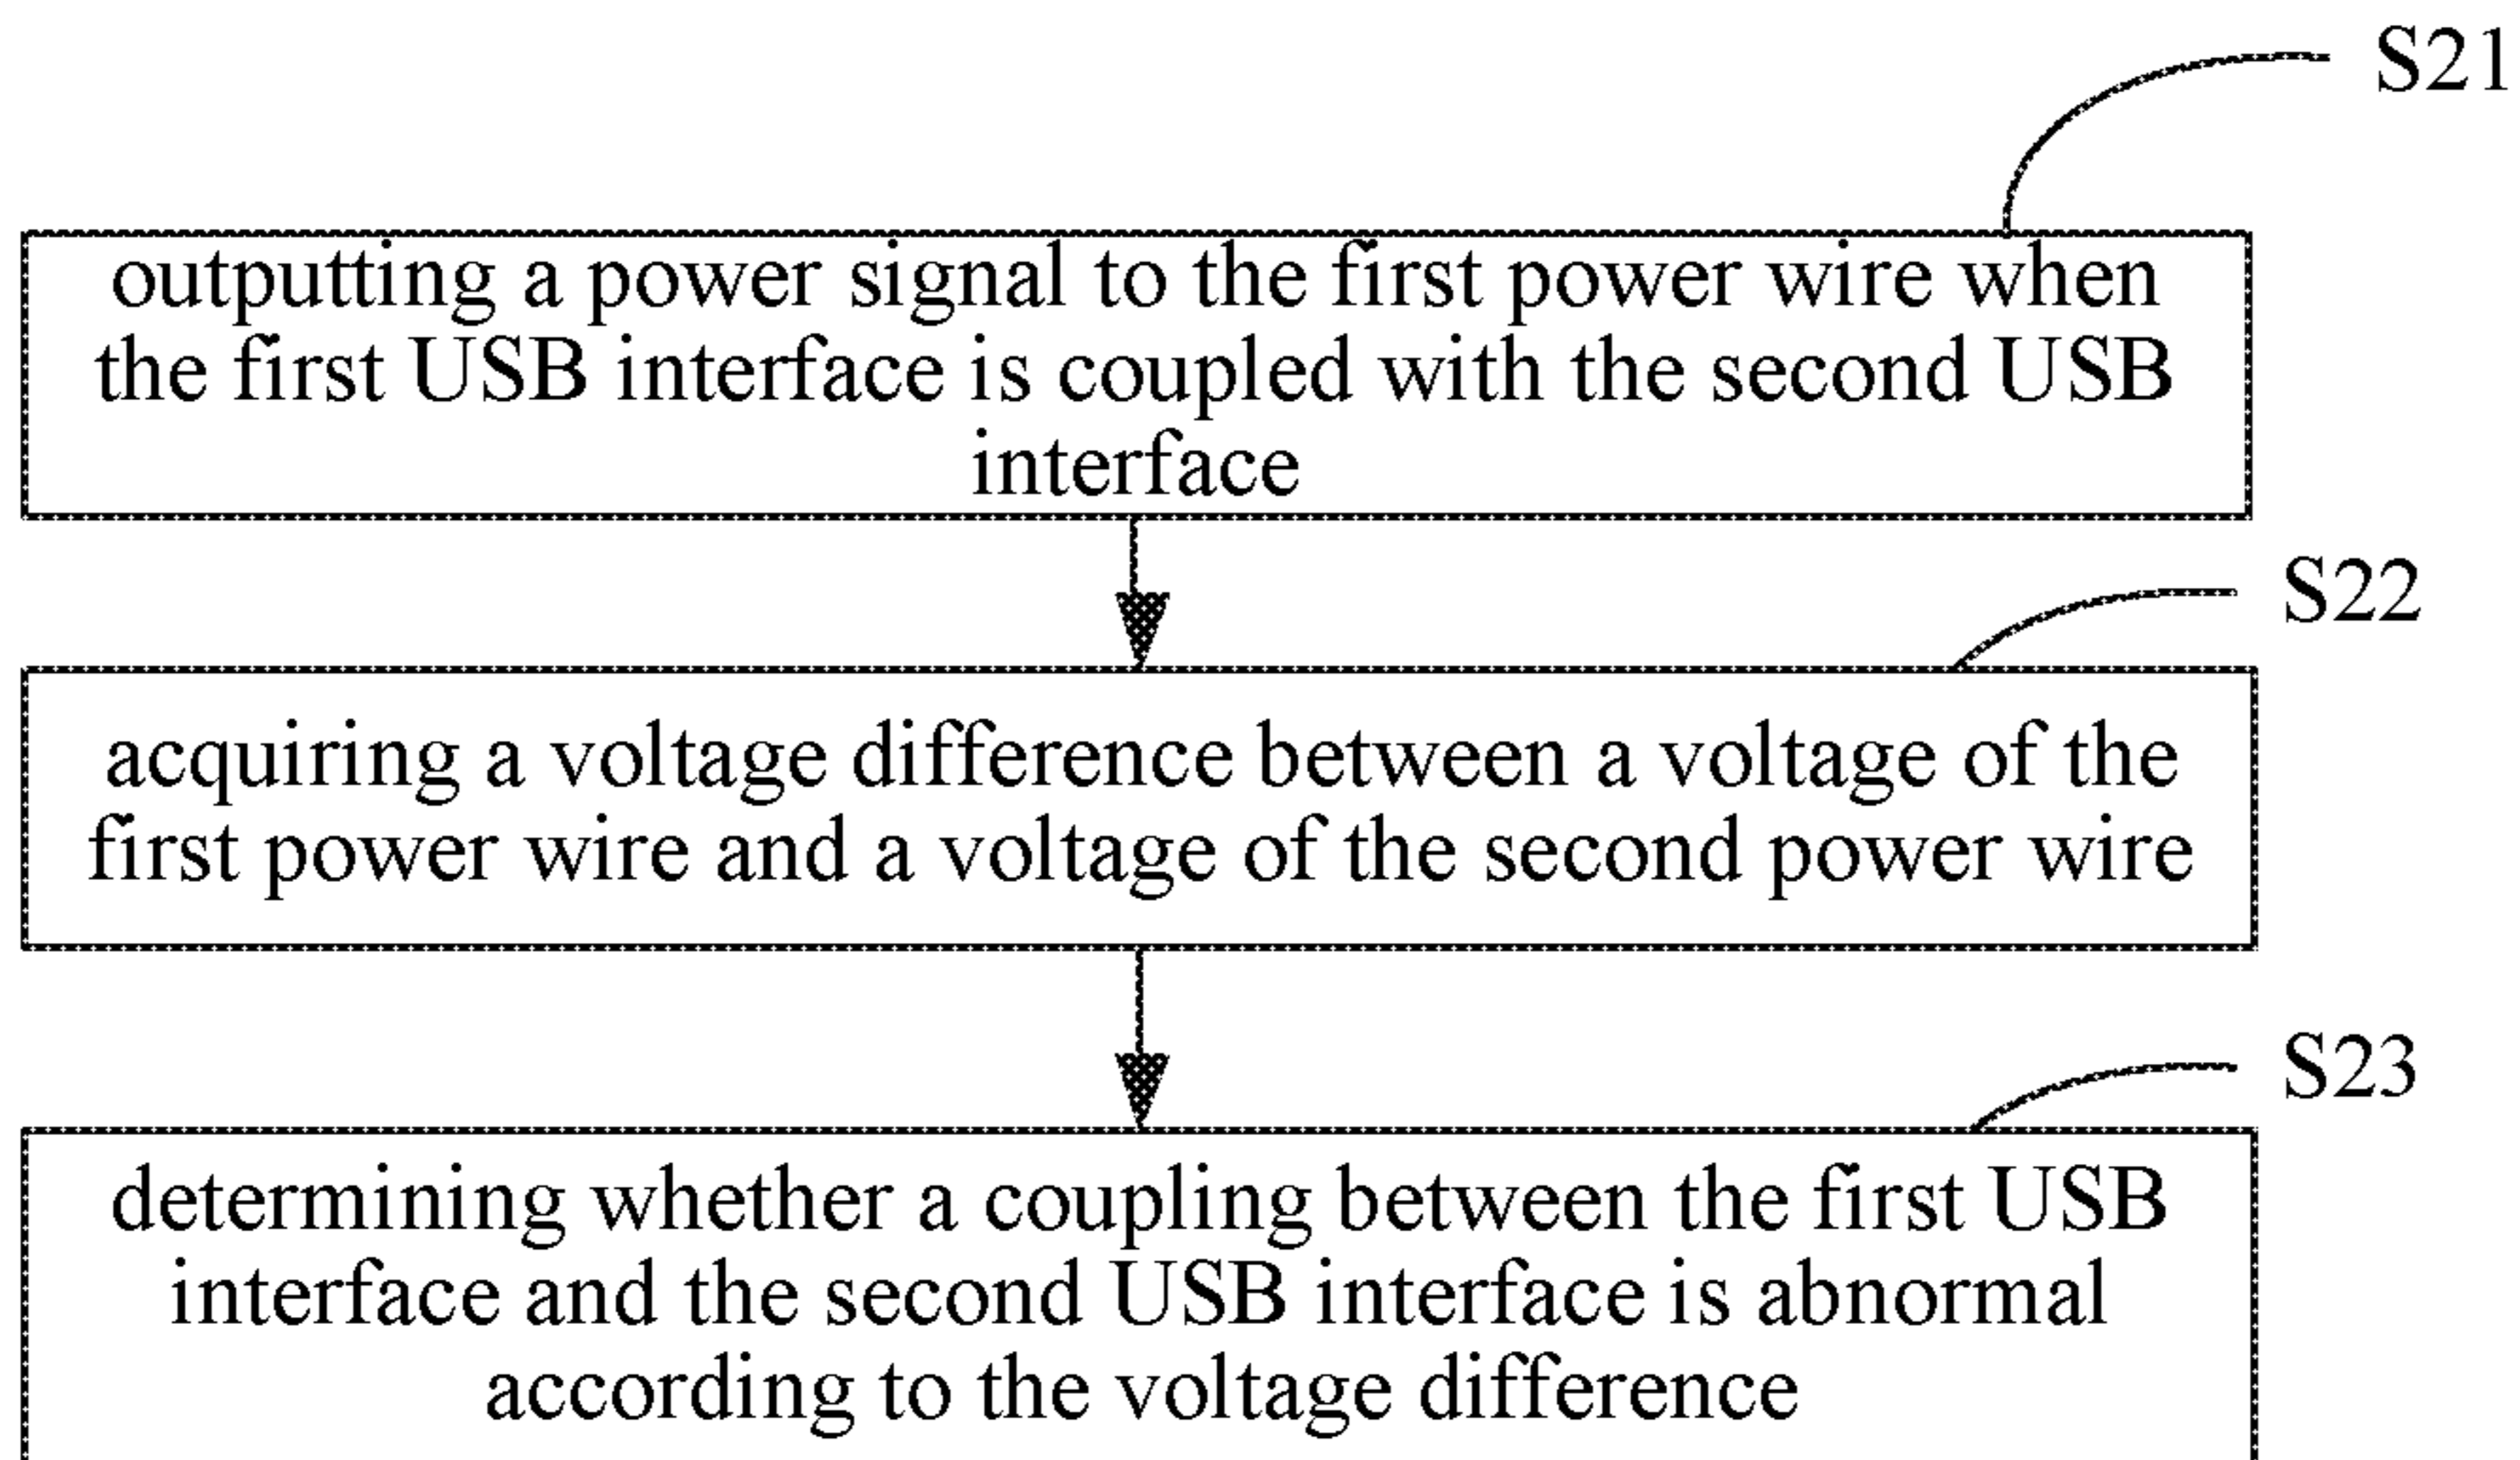 S21
outputting a power signal to the first power wire when
the first USB interface is coupled with the second USB
interface
S22
acquiring a voltage difference between a voltage of the
first power wire and a voltage of the second power wire
S23
determining whether a coupling between the first USB
interface and the second USB interface is abnormal
according to the voltage difference